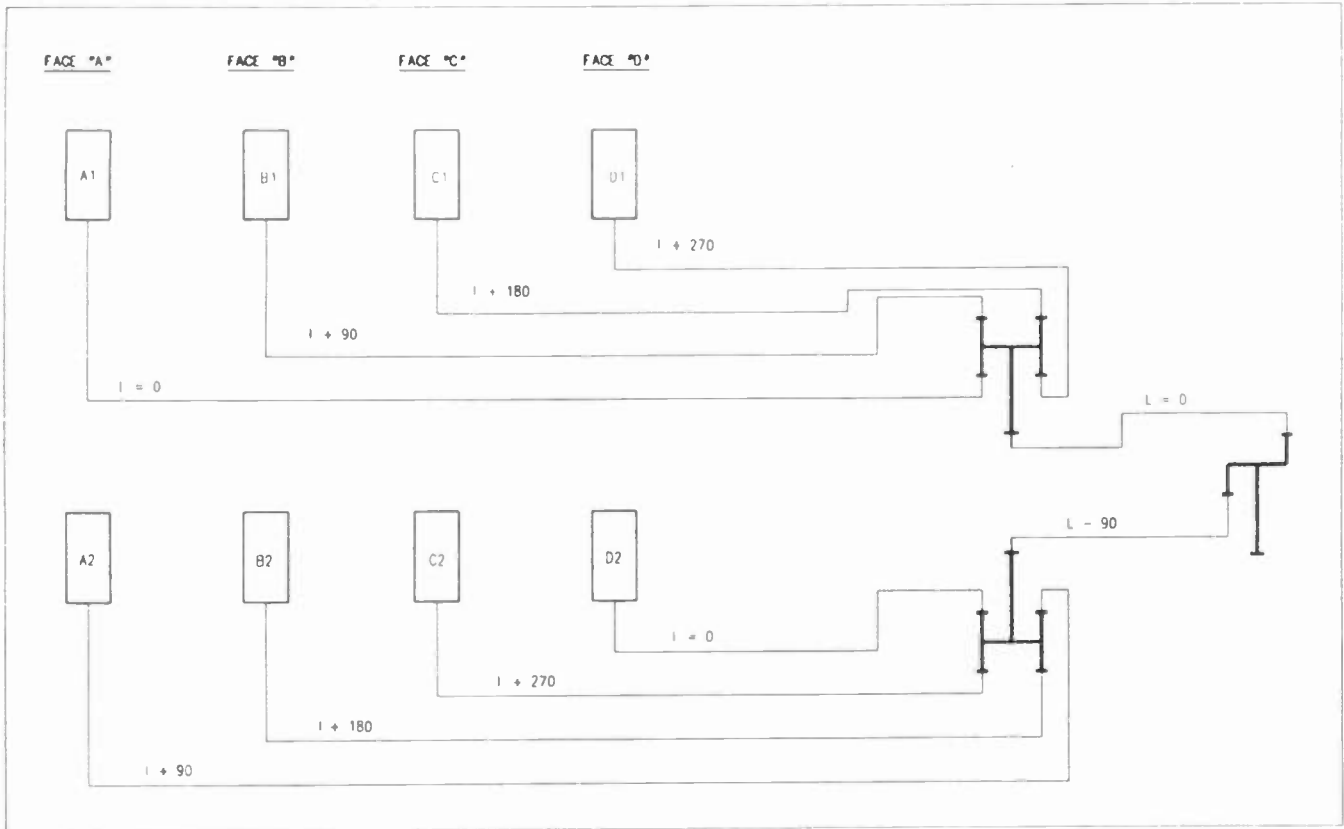 FACE "A" FACE "B" FACE "C" FACE "D"
A1 B1 C1 D1
I + 270
I + 180
I + 90
I = 0
L = 0
L - 90
A2 B2 C2 D2
I = 0
I + 270
I + 180
I + 90